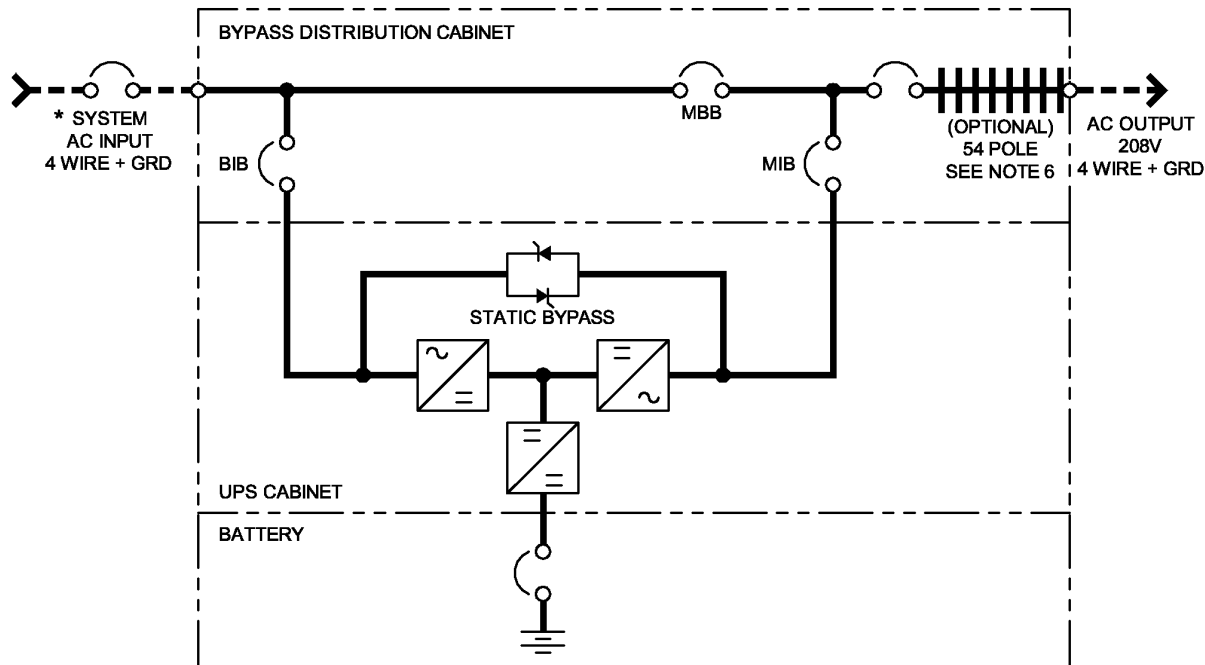 BYPASS DISTRIBUTION CABINET
* SYSTEM
AC INPUT
4 WIRE + GRD
MBB
(OPTIONAL)
54 POLE
SEE NOTE 6
AC OUTPUT
208V
4 WIRE + GRD
BIB
MIB
STATIC BYPASS
UPS CABINET
BATTERY